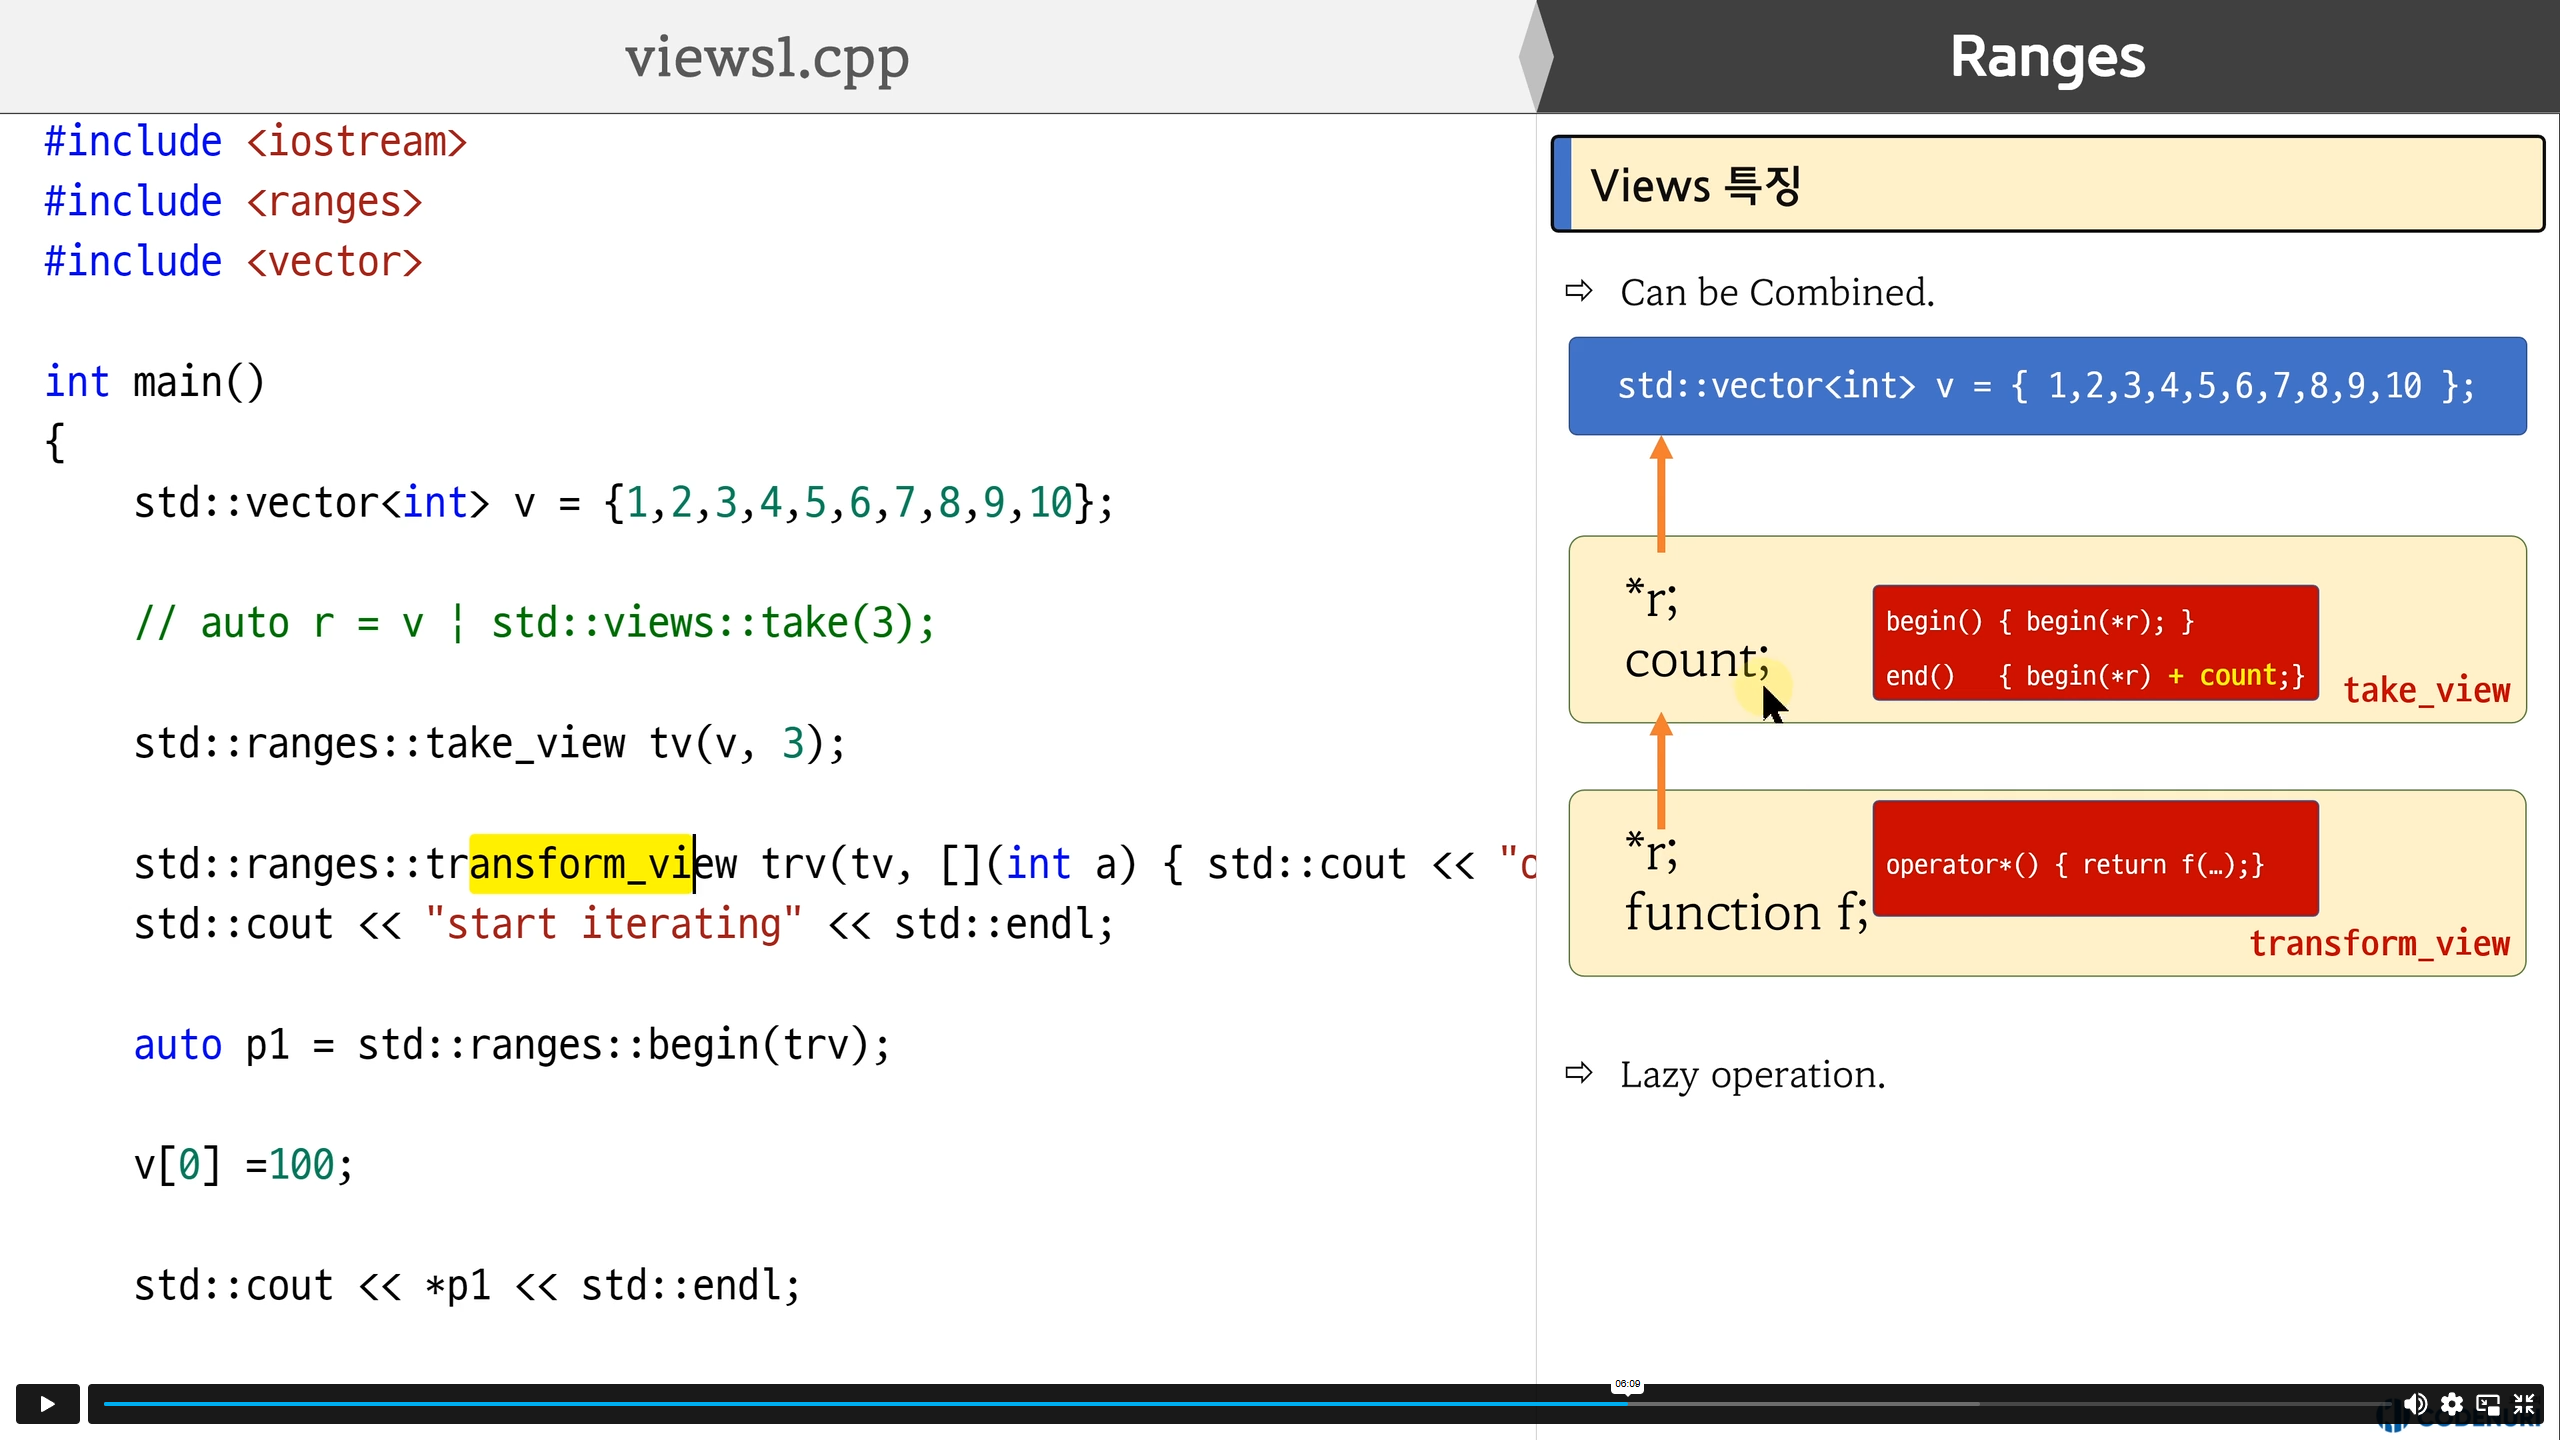 views1.cpp
#include <iostream>
#include <ranges>
#include <vector>
int main()
{
std::vector<int> v = {1,2,3,4,5,6,7,8,9,10};
// auto r = v | std::views::take(3);
std::ranges::take_view tv(v, 3);
std::ranges::transform_view trv(tv, [](int a) { std::cout << "o
std::cout << "start iterating" << std::endl;
auto p1 = std::ranges::begin(trv);
v[0] =100;
std::cout << *p1 << std::endl;
Ranges
Views 특징
⇨ Can be Combined.
std::vector<int> v = { 1,2,3,4,5,6,7,8,9,10 };
*r;
count;
begin() { begin(*r); }
end() { begin(*r) + count;}
take_view
*r;
function f;
operator*() { return f(…);}
transform_view
⇨ Lazy operation.
06:09